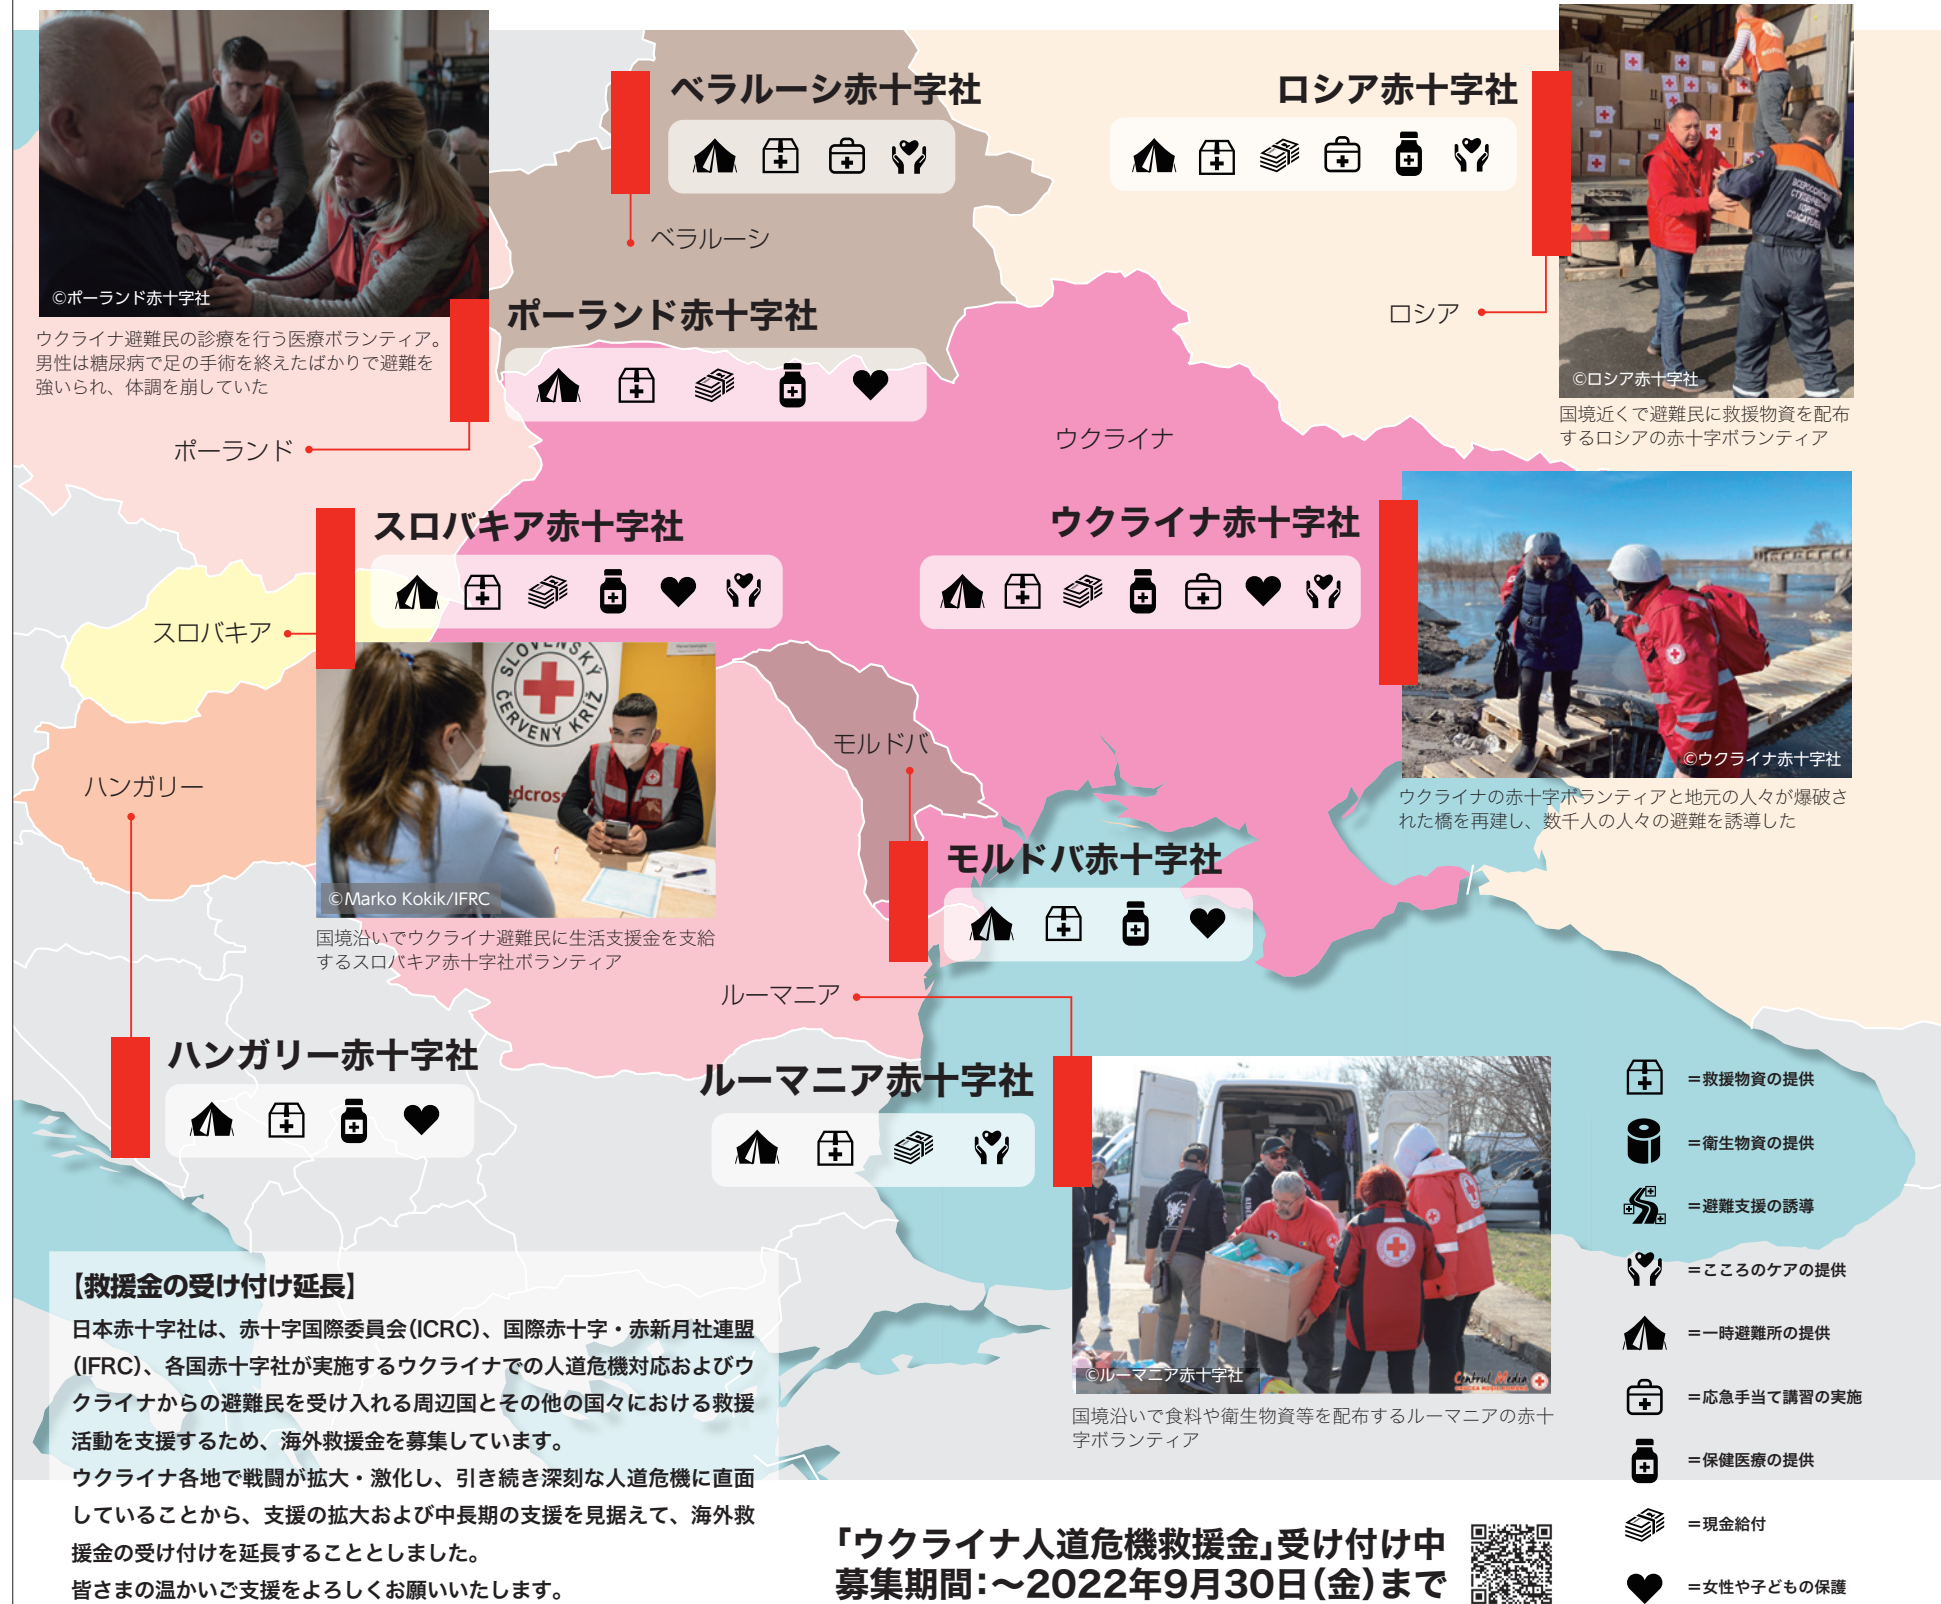 ©ポーランド赤十字社
ウクライナ避難民の診療を行う医療ボランティア。
男性は糖尿病で足の手術を終えたばかりで避難を
強いられ、体調を崩していた
ベラルーシ赤十字社
ベラルーシ
ロシア赤十字社
ロシア
ВСЕРОССИЙСКИЙ
СТУДЕНЧЕСКИЙ
КОРПУС
СПАСАТЕЛЕЙ
©ロシア赤十字社
国境近くで避難民に救援物資を配布
するロシアの赤十字ボランティア
ポーランド赤十字社
ポーランド
ウクライナ
スロバキア赤十字社
スロバキア
SLOVENSKÝ
ČERVENÝ KRÍŽ
edcross
©Marko Kokik/IFRC
国境沿いでウクライナ避難民に生活支援金を支給
するスロバキア赤十字社ボランティア
ウクライナ赤十字社
©ウクライナ赤十字社
ウクライナの赤十字ボランティアと地元の人々が爆破さ
れた橋を再建し、数千人の人々の避難を誘導した
モルドバ
モルドバ赤十字社
ハンガリー
ハンガリー赤十字社
ルーマニア
ルーマニア赤十字社
©ルーマニア赤十字社
Central Media
国境沿いで食料や衛生物資等を配布するルーマニアの赤十
字ボランティア
＝救援物資の提供
＝衛生物資の提供
＝避難支援の誘導
＝こころのケアの提供
＝一時避難所の提供
＝応急手当て講習の実施
＝保健医療の提供
＝現金給付
＝女性や子どもの保護
【救援金の受け付け延長】
日本赤十字社は、赤十字国際委員会(ICRC)、国際赤十字・赤新月社連盟
(IFRC)、各国赤十字社が実施するウクライナでの人道危機対応およびウ
クライナからの避難民を受け入れる周辺国とその他の国々における救援
活動を支援するため、海外救援金を募集しています。
ウクライナ各地で戦闘が拡大・激化し、引き続き深刻な人道危機に直面
していることから、支援の拡大および中長期の支援を見据えて、海外救
援金の受け付けを延長することとしました。
皆さまの温かいご支援をよろしくお願いいたします。
「ウクライナ人道危機救援金」受け付け中
募集期間：～2022年9月30日(金)まで